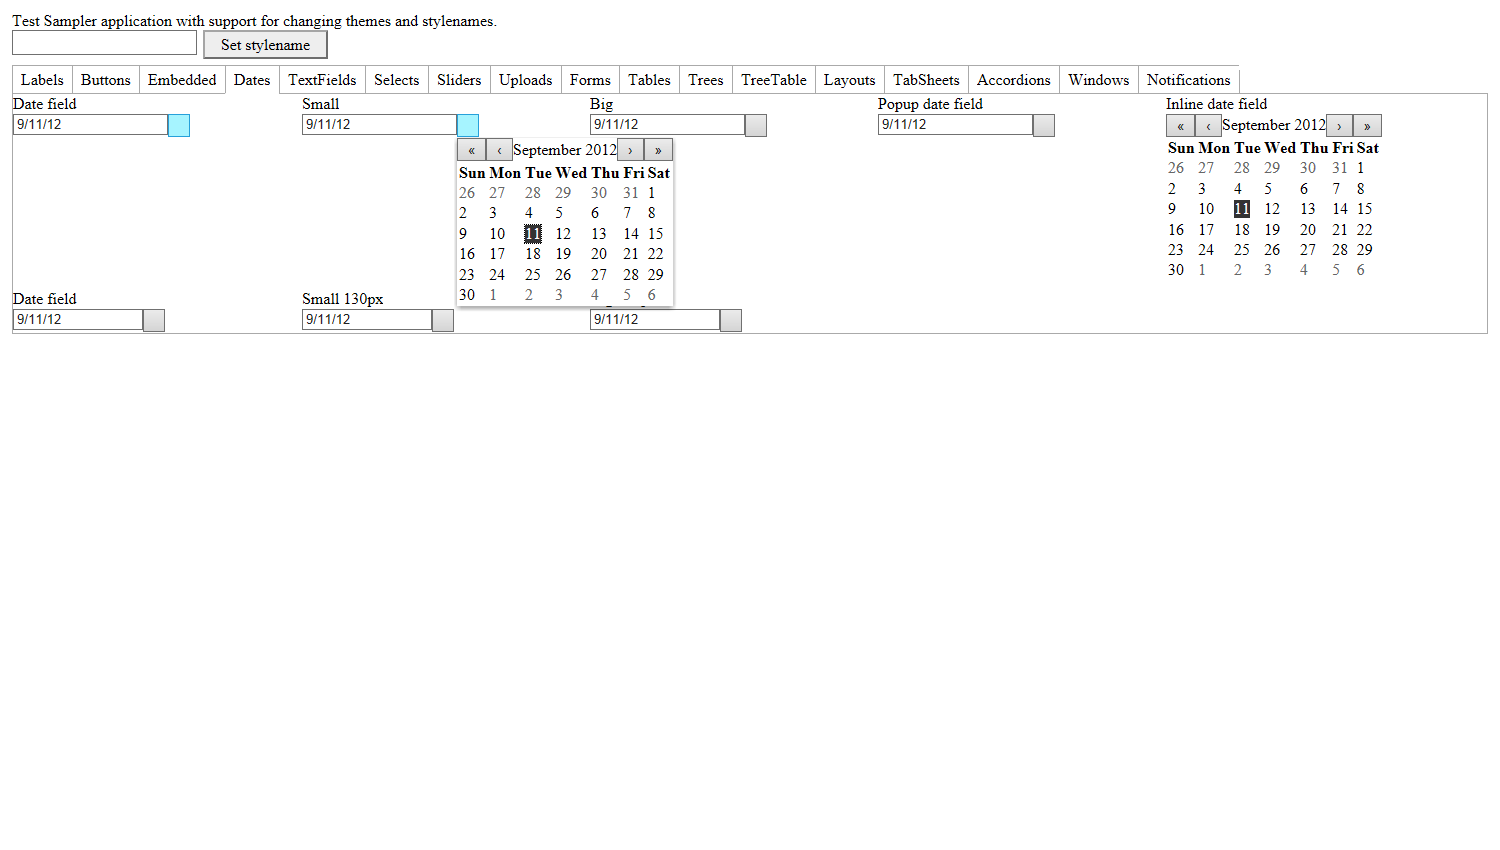 Test Sampler application with support for changing themes and stylenames.
Set stylename
Labels Buttons Embedded Dates TextFields Selects Sliders Uploads Forms Tables Trees TreeTable Layouts TabSheets Accordions Windows Notifications
Date field Small Big Popup date field Inline date field
9/11/12 9/11/12 9/11/12 9/11/12 « ‹ September 2012 › »
Sun Mon Tue Wed Thu Fri Sat
26 27 28 29 30 31 1
2 3 4 5 6 7 8
9 10 11 12 13 14 15
16 17 18 19 20 21 22
23 24 25 26 27 28 29
30 1 2 3 4 5 6
« ‹ September 2012 › »
Sun Mon Tue Wed Thu Fri Sat
26 27 28 29 30 31 1
2 3 4 5 6 7 8
9 10 11 12 13 14 15
16 17 18 19 20 21 22
23 24 25 26 27 28 29
30 1 2 3 4 5 6
Date field Small 130px
9/11/12 9/11/12 9/11/12